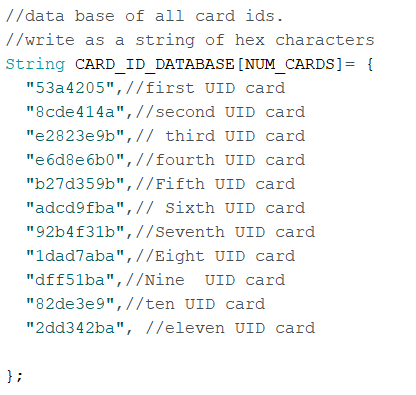 //data base of all card ids.
//write as a string of hex characters
String CARD_ID_DATABASE[NUM_CARDS]= {
"53a4205",//first UID card
"8cde414a",//second UID card
"e2823e9b",// third UID card
"e6d8e6b0",//fourth UID card
"b27d359b",//Fifth UID card
"adcd9fba",// Sixth UID card
"92b4f31b",//Seventh UID card
"1dad7aba",//Eight UID card
"dff51ba",//Nine  UID card
"82de3e9",//ten UID card
"2dd342ba", //eleven UID card
};